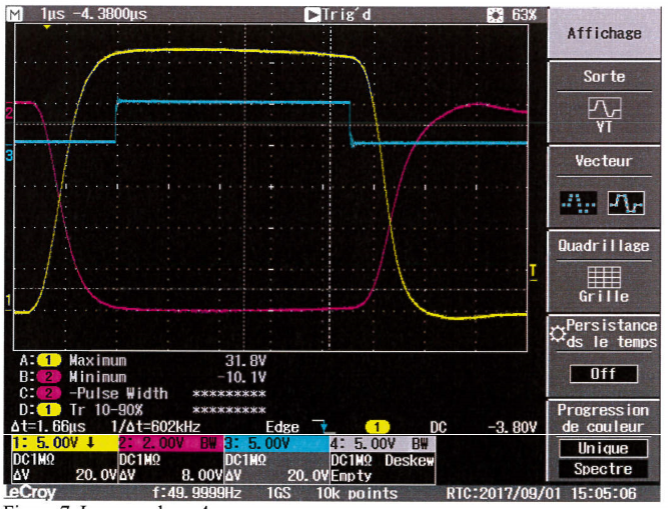 M 1µs -4.3800µs Trig'd 63%
Affichage
Sorte
YT
Vecteur
Quadrillage
Grille
Persistance
ds le temps
Off
Progression
de couleur
Unique
Spectre
2
3
1
T
A: 1 Maximum 31.8V
B: 2 Minimum -10.1V
C: 2 -Pulse Width *********
D: 1 Tr 10-90% *********
Δt=1.66µs 1/Δt=602kHz Edge 1 DC -3.80V
1: 5.00V 2: 2.00V BW 3: 5.00V 4: 5.00V BW
DC1MΩ DC1MΩ DC1MΩ DC1MΩ Deskew
ΔV 20.0V ΔV 8.00V ΔV 20.0V Empty
LeCroy f:49.9999Hz 1GS 10k points RTC:2017/09/01 15:05:06